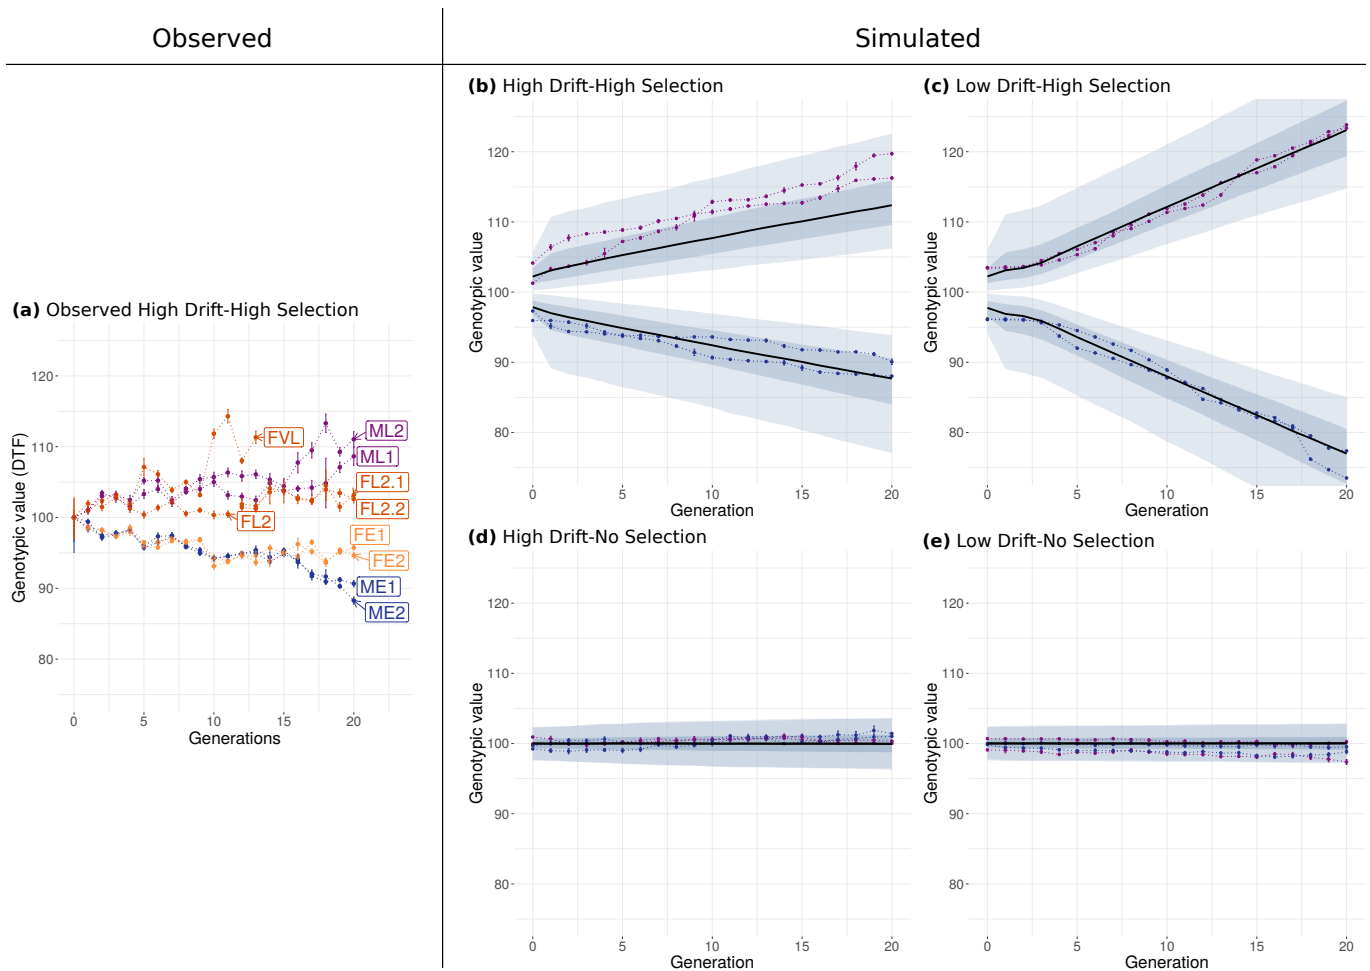 Observed
Simulated
(a) Observed High Drift-High Selection
Genotypic value (DTF)
120
110
100
90
80
FVL
ML2
ML1
FL2.1
FL2.2
FL2
FE1
FE2
ME1
ME2
0 5 10 15 20
Generations
(b) High Drift-High Selection
Genotypic value
120
110
100
90
80
0 5 10 15 20
Generation
(c) Low Drift-High Selection
Genotypic value
120
110
100
90
80
0 5 10 15 20
Generation
(d) High Drift-No Selection
Genotypic value
120
110
100
90
80
0 5 10 15 20
Generation
(e) Low Drift-No Selection
Genotypic value
120
110
100
90
80
0 5 10 15 20
Generation